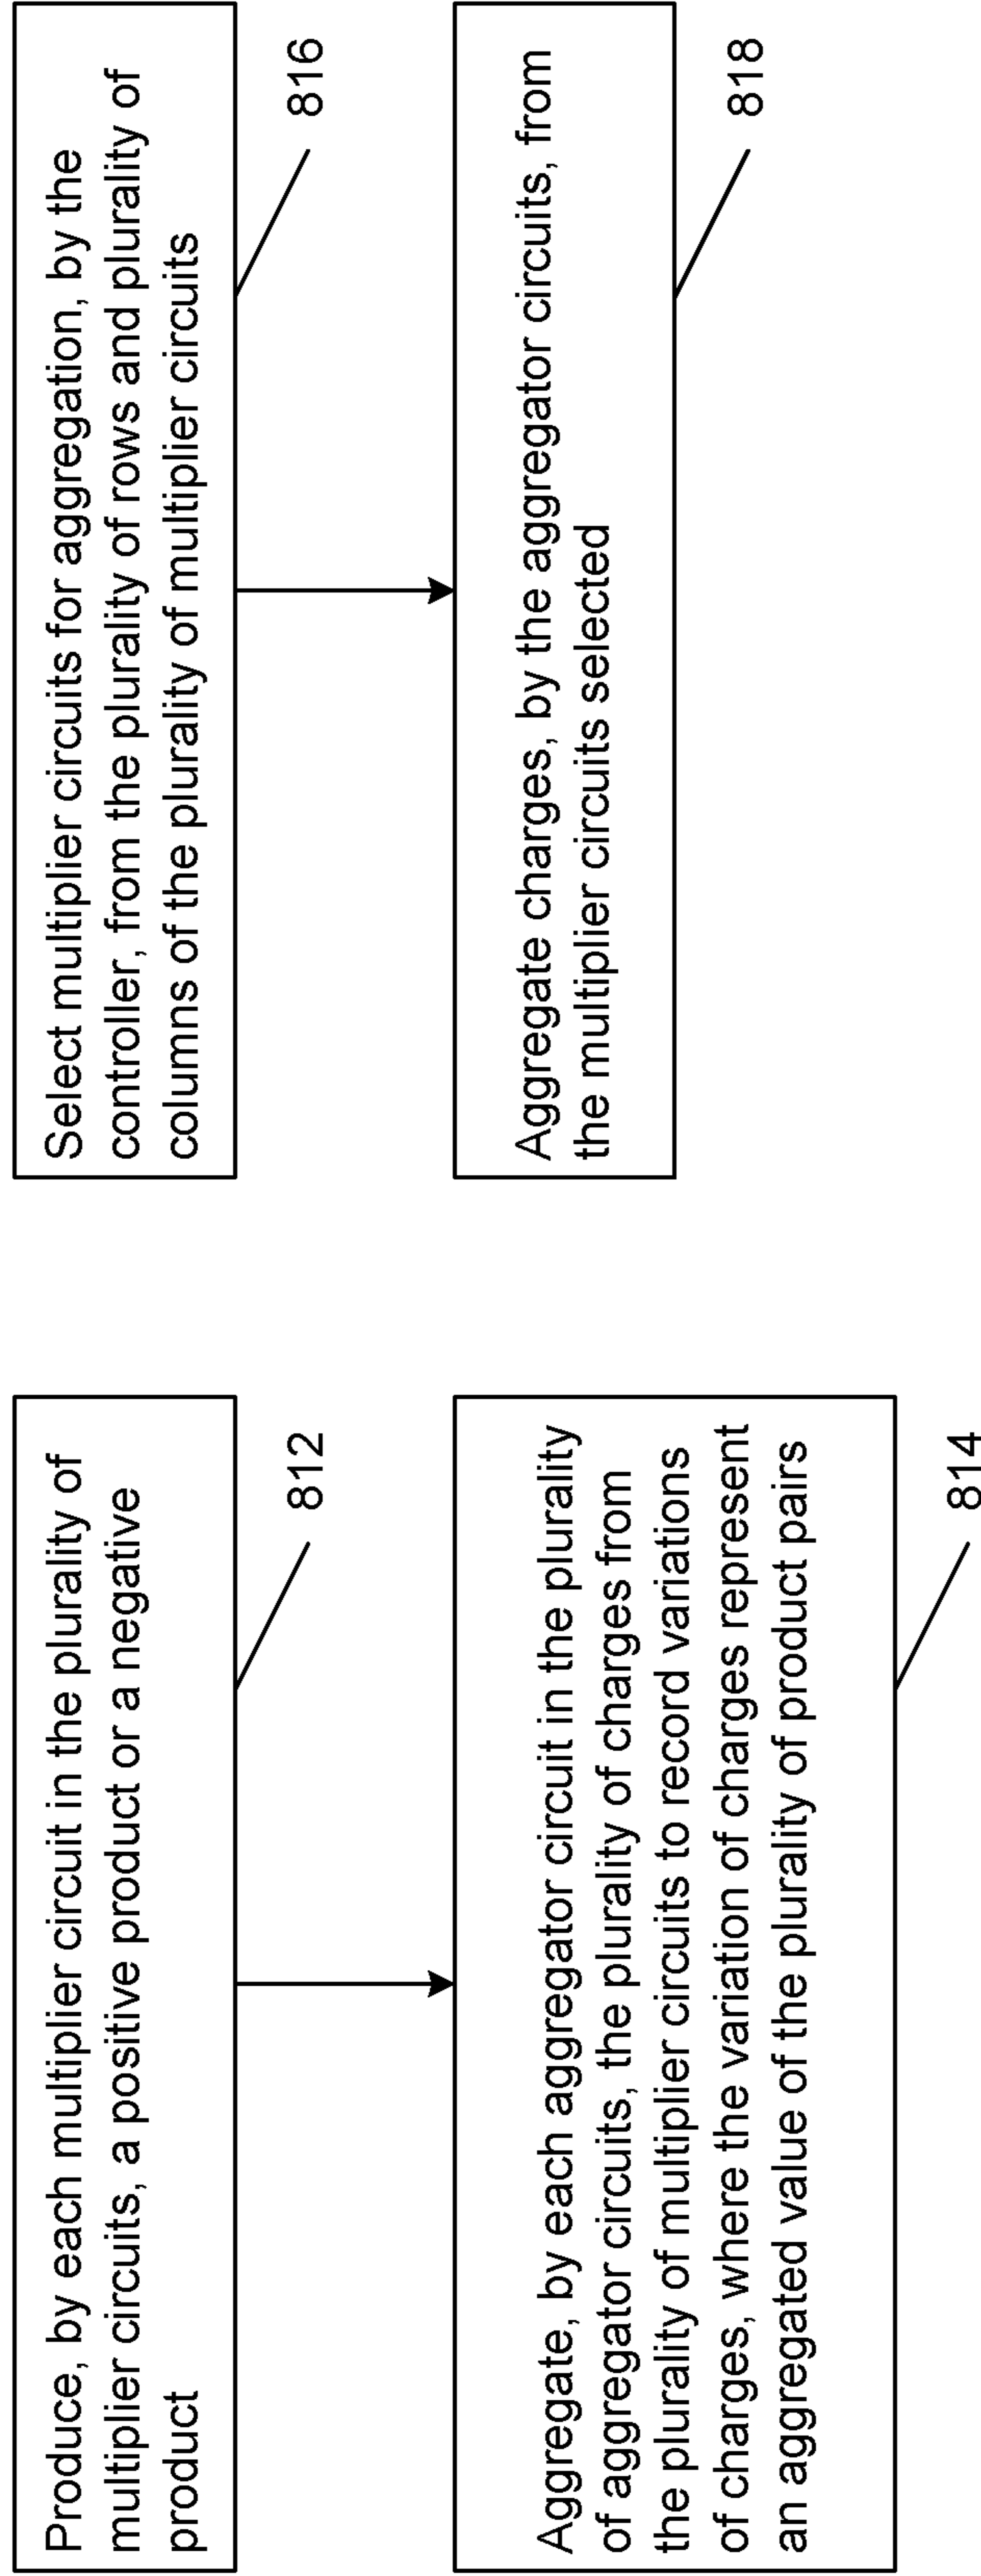 Produce, by each multiplier circuit in the plurality of
multiplier circuits, a positive product or a negative
product
812
Aggregate, by each aggregator circuit in the plurality
of aggregator circuits, the plurality of charges from
the plurality of multiplier circuits to record variations
of charges, where the variation of charges represent
an aggregated value of the plurality of product pairs
814
Select multiplier circuits for aggregation, by the
controller, from the plurality of rows and plurality of
columns of the plurality of multiplier circuits
816
Aggregate charges, by the aggregator circuits, from
the multiplier circuits selected
818